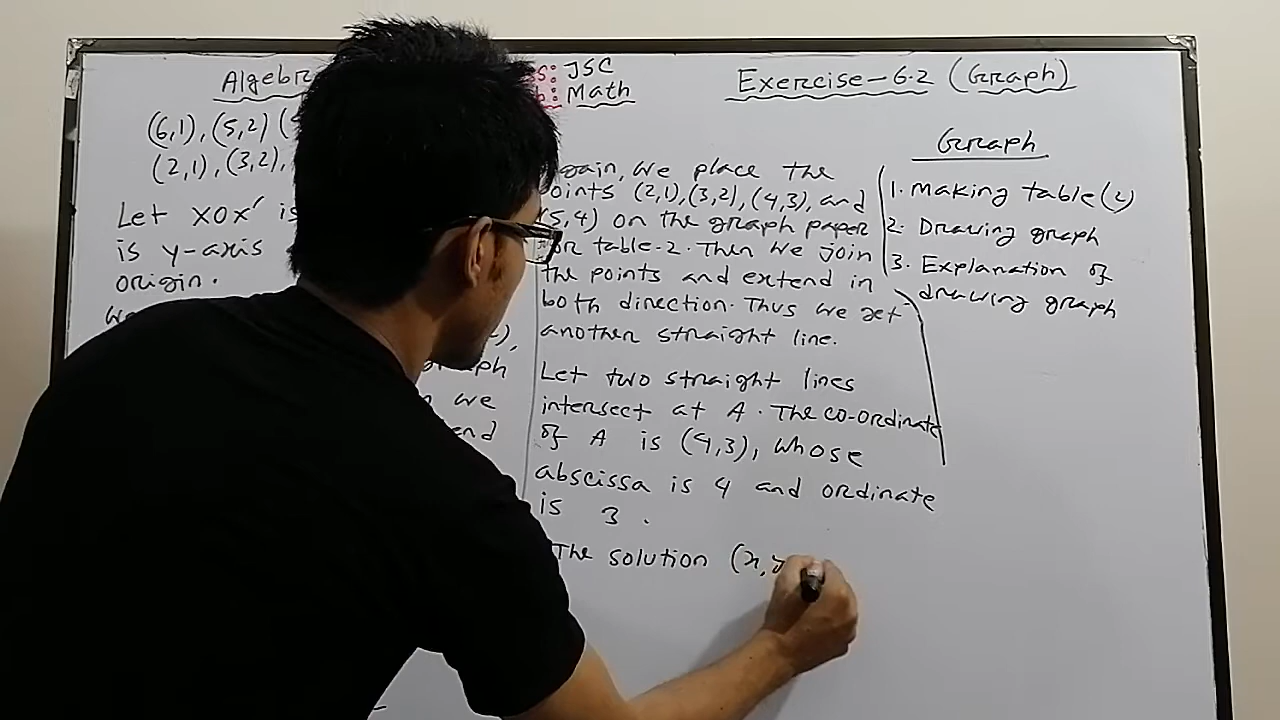 Algebr
s: JSC
b: Math
Exercise-6.2 (Graph)
(6,1), (5,2)
(2,1), (3,2),
Let XOX' is
is y-axis
origin.
We
graph
we
end
gain, we place the
points (2,1), (3,2), (4,3), and
(5,4) on the graph paper
for table-2. Then we join
the points and extend in
both direction. Thus we get
another straight line.
Let two straight lines
intersect at A. The co-ordinate
of A is (4,3), whose
abscissa is 4 and ordinate
is 3.
The solution (x,y
Graph
1. Making table (2)
2. Drawing graph
3. Explanation of
drawing graph